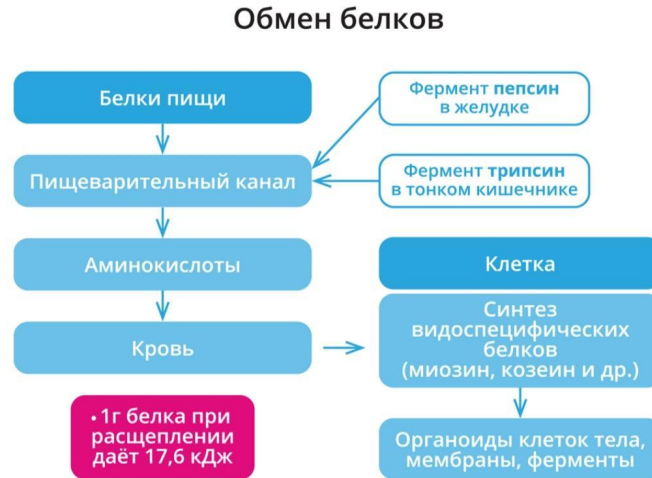 Обмен белков
Белки пищи
Фермент пепсин
в желудке
Пищеварительный канал
Фермент трипсин
в тонком кишечнике
Аминокислоты
Клетка
Кровь
Синтез
видоспецифических
белков
(миозин, козеин и др.)
• 1г белка при
расщеплении
даёт 17,6 кДж
Органоиды клеток тела,
мембраны, ферменты